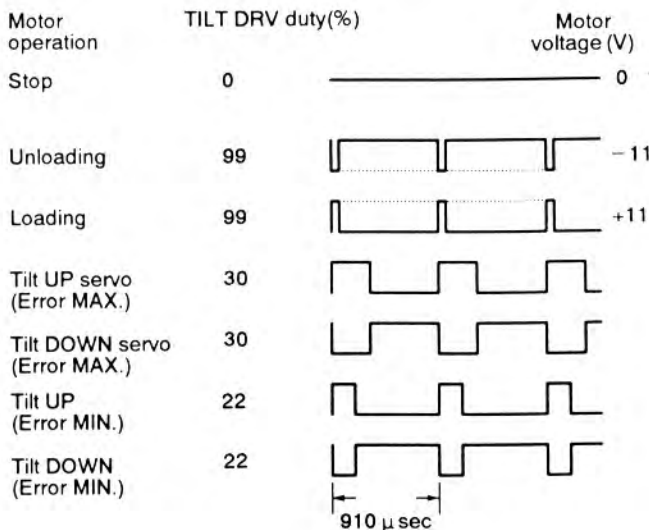 Motor operation
TILT DRV duty(%)
Motor voltage (V)
Stop 0 0
Unloading 99 −11
Loading 99 +11
Tilt UP servo (Error MAX.) 30
Tilt DOWN servo (Error MAX.) 30
Tilt UP (Error MIN.) 22
Tilt DOWN (Error MIN.) 22
910 μ sec